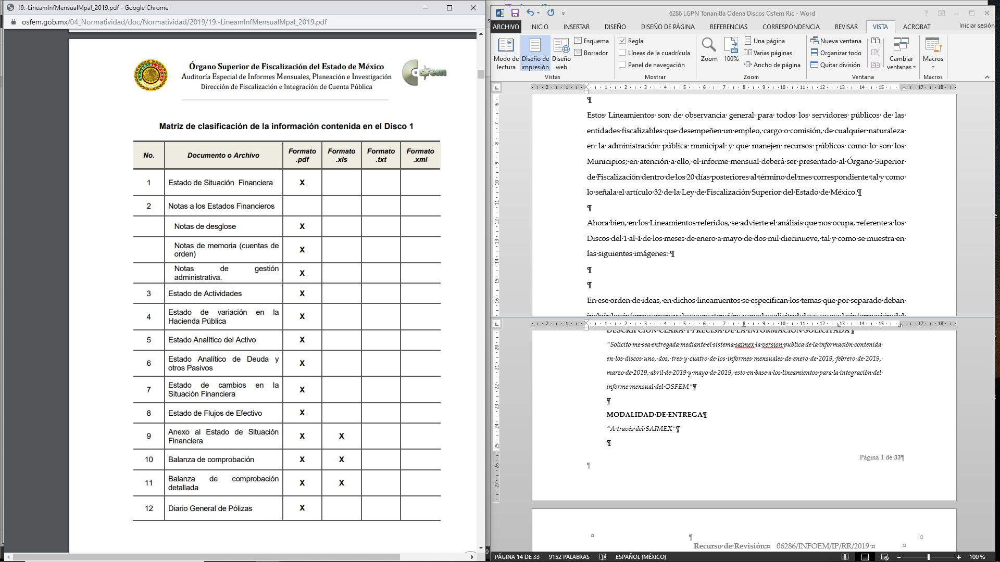 19.-LineamInfMensualMpal_2019.pdf - Google Chrome
osfem.gob.mx/04_Normatividad/doc/Normatividad/2019/19.-LineamInfMensualMpal_2019.pdf
Órgano Superior de Fiscalización del Estado de México
Auditoría Especial de Informes Mensuales, Planeación e Investigación
Dirección de Fiscalización e Integración de Cuenta Pública
osfem
Matriz de clasificación de la información contenida en el Disco 1
No. Documento o Archivo Formato .pdf Formato .xls Formato .txt Formato .xml
1 Estado de Situación Financiera X
2 Notas a los Estados Financieros
Notas de desglose X
Notas de memoria (cuentas de
orden) X
Notas de gestión
administrativa. X
3 Estado de Actividades X
4 Estado de variación en la
Hacienda Pública X
5 Estado Analítico del Activo X
6 Estado Analítico de Deuda y
otros Pasivos X
7 Estado de cambios en la
Situación Financiera X
8 Estado de Flujos de Efectivo X
9 Anexo al Estado de Situación
Financiera X X
10 Balanza de comprobación X X
11 Balanza de comprobación
detallada X X
12 Diario General de Pólizas X
6286 LGPN Tonanitla Odena Discos Osfem Ric - Word
ARCHIVO INICIO INSERTAR DISEÑO DISEÑO DE PÁGINA REFERENCIAS CORRESPONDENCIA REVISAR VISTA ACROBAT Iniciar sesión
Modo de lectura Diseño de impresión Diseño web Esquema Borrador
Vistas
Regla
Líneas de la cuadrícula
Panel de navegación
Mostrar
Zoom 100% Una página Varias páginas Ancho de página
Zoom
Nueva ventana Organizar todo Quitar división Cambiar ventanas
Ventana
Macros
Macros
¶
Estos Lineamientos son de observancia general para todos los servidores públicos de las
entidades fiscalizables que desempeñen un empleo, cargo o comisión, de cualquier naturaleza
en la administración pública municipal y que manejen recursos públicos como lo son los
Municipios; en atención a ello, el informe mensual deberá ser presentado al Órgano Superior
de Fiscalización dentro de los 20 días posteriores al término del mes correspondiente tal y como
lo señala el artículo 32 de la Ley de Fiscalización Superior del Estado de México.¶
¶
Ahora bien, en los Lineamientos referidos, se advierte el análisis que nos ocupa, referente a los
Discos del 1 al 4 de los meses de enero a mayo de dos mil diecinueve, tal y como se muestra en
las siguientes imágenes: ¶
¶
¶
En ese orden de ideas, en dichos lineamientos se especifican los temas que por separado deban
incluir los informes mensuales y en atención a que la solicitud de acceso a la información del
DESCRIPCIÓN CLARA Y PRECISA DE LA INFORMACIÓN SOLICITADA¶
“Solicito me sea entregada mediante el sistema saimex la version publica de la información contenida
en los discos uno, dos, tres y cuatro de los informes mensuales de enero de 2019, febrero de 2019,
marzo de 2019, abril de 2019 y mayo de 2019, esto en base a los lineamientos para la integración del
informe mensual del OSFEM”¶
¶
MODALIDAD DE ENTREGA¶
“A través del SAIMEX”¶
¶
Página 1 de 33¶
¶
¶
Recurso de Revisión: 06286/INFOEM/IP/RR/2019
PÁGINA 14 DE 33 9152 PALABRAS ESPAÑOL (MÉXICO) 100 %